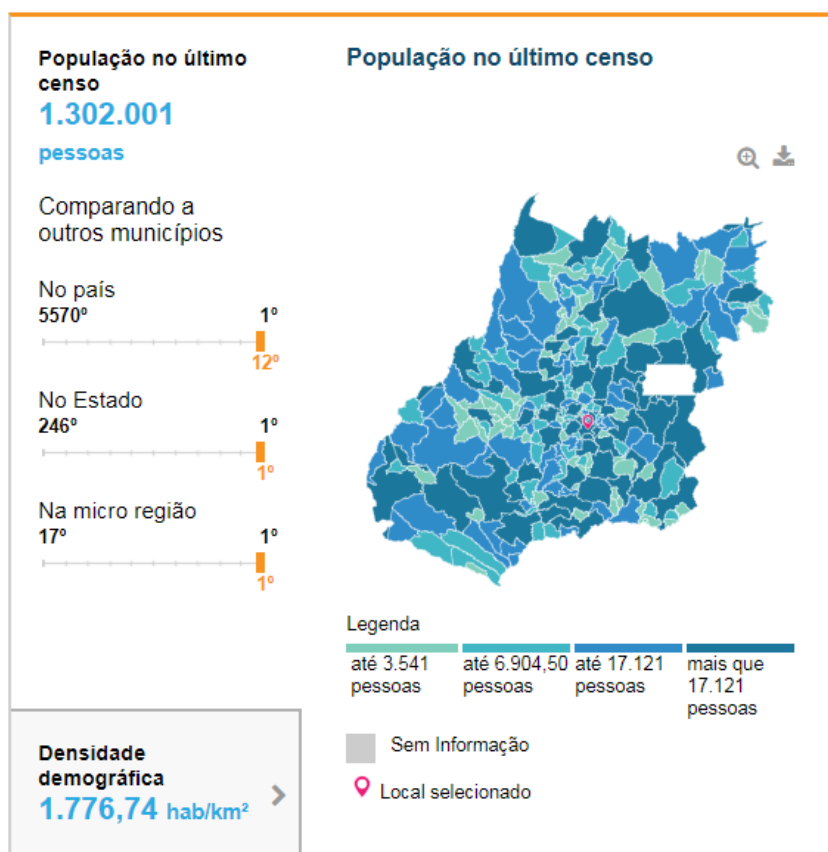 População no último
censo
1.302.001
pessoas
Comparando a
outros municípios
No país
5570º 1º
12º
No Estado
246º 1º
1º
Na micro região
17º 1º
1º
Densidade
demográfica
1.776,74 hab/km²
População no último censo
Legenda
até 3.541
pessoas
até 6.904,50
pessoas
até 17.121
pessoas
mais que
17.121
pessoas
Sem Informação
Local selecionado